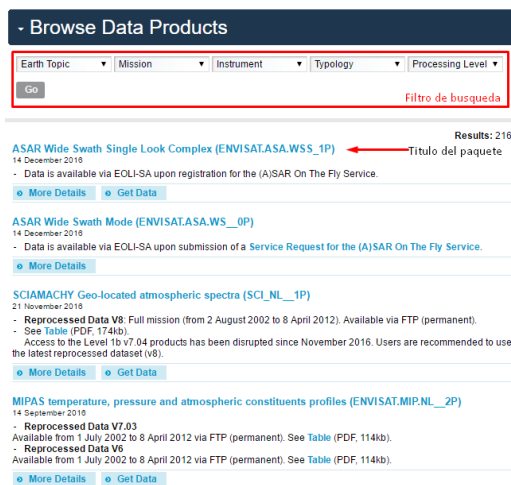 Browse Data Products
Earth Topic Mission Instrument Typology Processing Level
Go
Filtro de busqueda
Results: 216
ASAR Wide Swath Single Look Complex (ENVISAT.ASA.WSS_1P)
Titulo del paquete
14 December 2016
- Data is available via EOLI-SA upon registration for the (A)SAR On The Fly Service.
More Details Get Data
ASAR Wide Swath Mode (ENVISAT.ASA.WS__0P)
14 December 2016
- Data is available via EOLI-SA upon submission of a Service Request for the (A)SAR On The Fly Service.
More Details
SCIAMACHY Geo-located atmospheric spectra (SCI_NL__1P)
21 November 2016
- Reprocessed Data V8: Full mission (from 2 August 2002 to 8 April 2012). Available via FTP (permanent).
- See Table (PDF, 174kb).
Access to the Level 1b v7.04 products has been disrupted since November 2016. Users are recommended to use
the latest reprocessed dataset (v8).
More Details Get Data
MIPAS temperature, pressure and atmospheric constituents profiles (ENVISAT.MIP.NL__2P)
14 September 2016
- Reprocessed Data V7.03
Available from 1 July 2002 to 8 April 2012 via FTP (permanent). See Table (PDF, 114kb).
- Reprocessed Data V6
Available from 1 July 2002 to 8 April 2012 via FTP (permanent). See Table (PDF, 114kb).
More Details Get Data